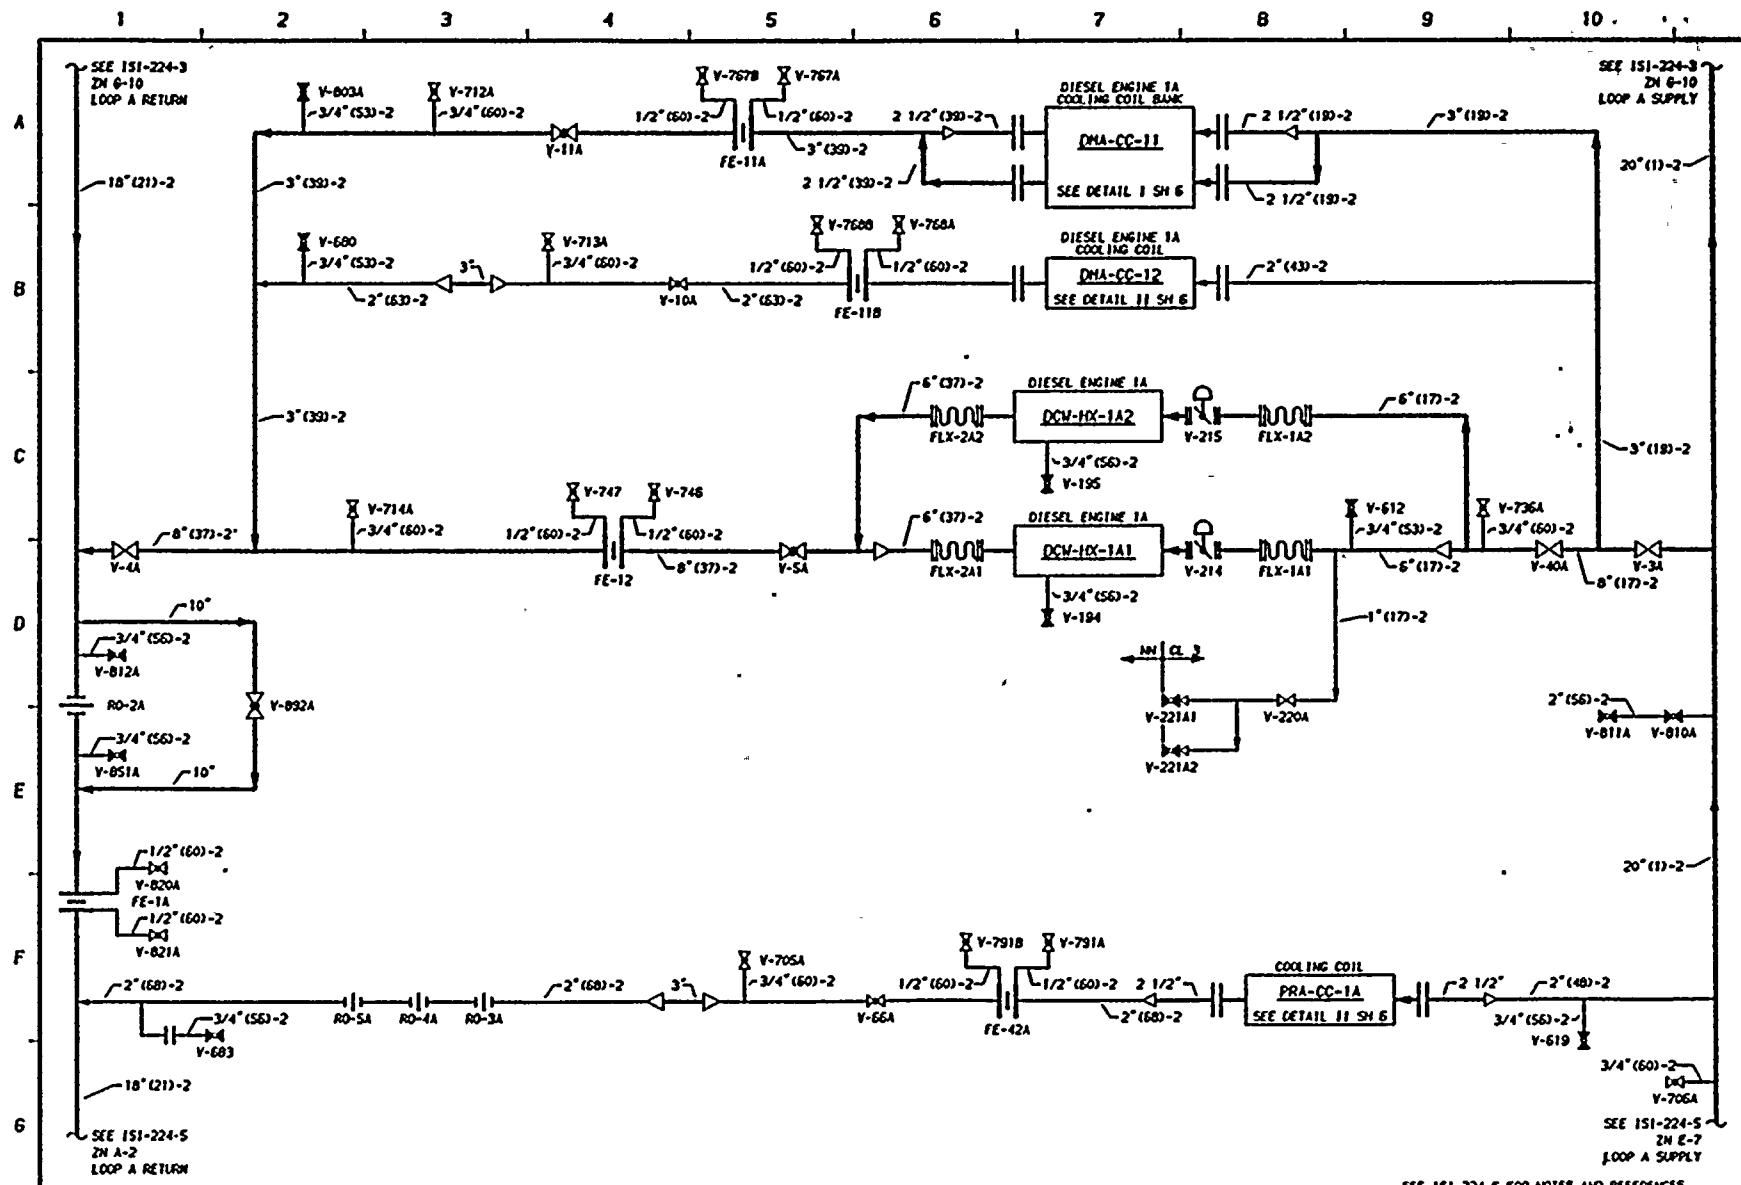 1 2 3 4 5 6 7 8 9 10
A
B
C
D
E
F
G
SEE ISI-224-3
ZN G-10
LOOP A RETURN
V-803A
3/4"(53)-2
V-712A
3/4"(60)-2
V-767B
V-767A
1/2"(60)-2
1/2"(60)-2
V-11A
FE-11A
3"(39)-2
2 1/2"(39)-2
2 1/2"(39)-2
DIESEL ENGINE 1A
COOLING COIL BANK
DMA-CC-11
SEE DETAIL I SH 6
2 1/2"(19)-2
2 1/2"(19)-2
3"(19)-2
SEE ISI-224-3
ZN G-10
LOOP A SUPPLY
18"(21)-2
3"(39)-2
20"(1)-2
V-680
3/4"(53)-2
3"
V-713A
3/4"(60)-2
2"(63)-2
V-10A
2"(63)-2
V-768B
V-768A
1/2"(60)-2
1/2"(60)-2
FE-11B
DIESEL ENGINE 1A
COOLING COIL
DMA-CC-12
SEE DETAIL II SH 6
2"(43)-2
3"(39)-2
6"(37)-2
FLX-2A2
DIESEL ENGINE 1A
DCW-HX-1A2
3/4"(56)-2
V-195
V-215
FLX-1A2
6"(17)-2
3"(19)-2
8"(37)-2
V-4A
V-714A
3/4"(60)-2
V-747
V-746
1/2"(60)-2
1/2"(60)-2
FE-12
8"(37)-2
V-5A
6"(37)-2
FLX-2A1
DIESEL ENGINE 1A
DCW-HX-1A1
3/4"(56)-2
V-194
V-214
FLX-1A1
V-612
3/4"(53)-2
6"(17)-2
V-736A
3/4"(60)-2
V-40A
8"(17)-2
V-3A
10"
3/4"(56)-2
V-812A
RO-2A
V-892A
3/4"(56)-2
V-851A
10"
1"(17)-2
NN CL 3
V-221A1
V-220A
V-221A2
2"(56)-2
V-811A
V-810A
1/2"(60)-2
V-820A
FE-1A
1/2"(60)-2
V-821A
20"(1)-2
2"(68)-2
3/4"(56)-2
V-683
RO-5A
RO-4A
RO-3A
2"(68)-2
3"
V-705A
3/4"(60)-2
V-66A
V-791B
V-791A
1/2"(60)-2
1/2"(60)-2
FE-42A
2"(68)-2
2 1/2"
COOLING COIL
PRA-CC-1A
SEE DETAIL II SH 6
2 1/2"
2"(48)-2
3/4"(56)-2
V-619
18"(21)-2
3/4"(60)-2
V-706A
SEE ISI-224-5
ZN A-2
LOOP A RETURN
SEE ISI-224-5
ZN E-7
LOOP A SUPPLY
SEE ISI-224-5 FOR NOTES AND REFERENCES